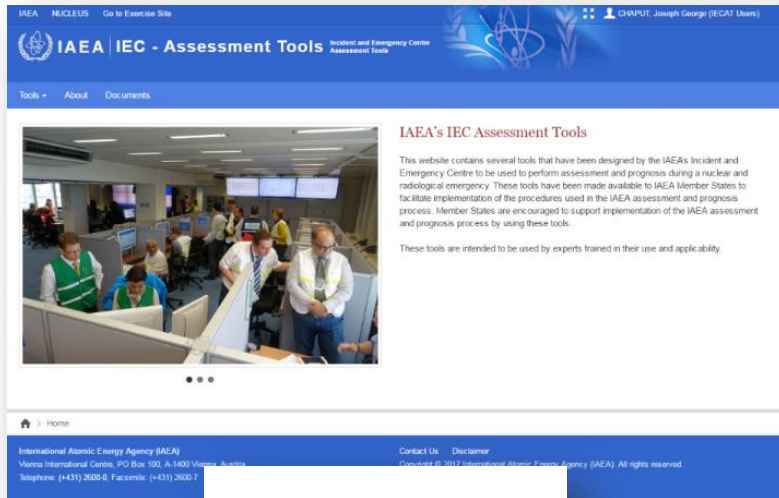 IAEA NUCLEUS Go to Exercise Site
CHAPUT, Joseph George (IECAT Users)
IAEA IEC - Assessment Tools Incident and Emergency Centre
Assessment Tools
Tools About Documents
IAEA's IEC Assessment Tools
This website contains several tools that have been designed by the IAEA's Incident and
Emergency Centre to be used to perform assessment and prognosis during a nuclear and
radiological emergency. These tools have been made available to IAEA Member States to
facilitate implementation of the procedures used in the IAEA assessment and prognosis
process. Member States are encouraged to support implementation of the IAEA assessment
and prognosis process by using these tools.
These tools are intended to be used by experts trained in their use and applicability.
> Home
International Atomic Energy Agency (IAEA)
Vienna International Centre, PO Box 100, A-1400 Vienna, Austria
Telephone: (+431) 2600-0, Facsimile: (+431) 2600-7
Contact Us Disclaimer
Copyright © 2017 International Atomic Energy Agency (IAEA). All rights reserved.